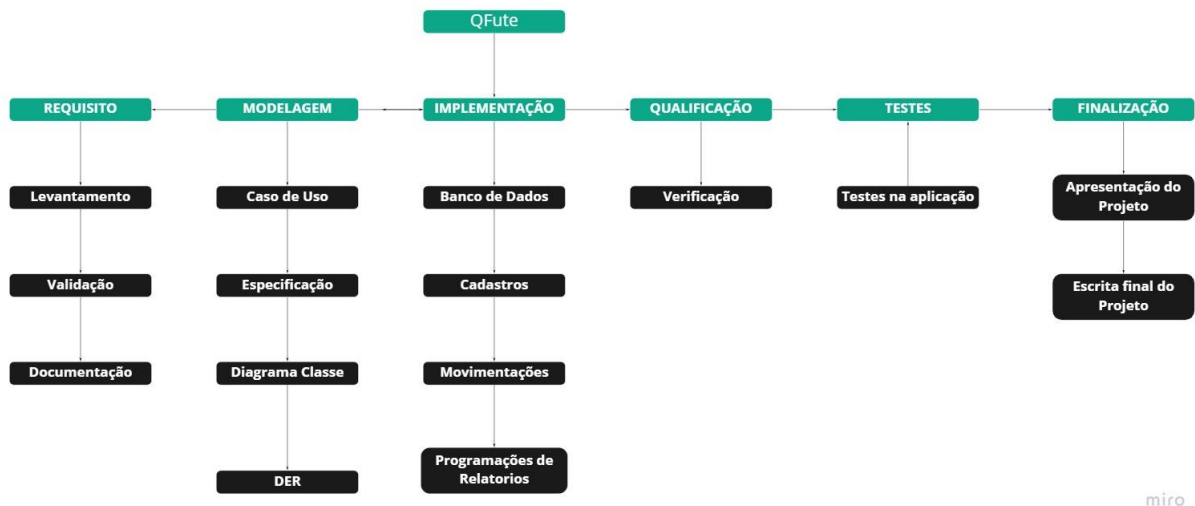 QFute
REQUISITO
MODELAGEM
IMPLEMENTAÇÃO
QUALIFICAÇÃO
TESTES
FINALIZAÇÃO
Levantamento
Caso de Uso
Banco de Dados
Verificação
Testes na aplicação
Apresentação do
Projeto
Validação
Especificação
Cadastros
Escrita final do
Projeto
Documentação
Diagrama Classe
Movimentações
DER
Programações de
Relatorios
miro